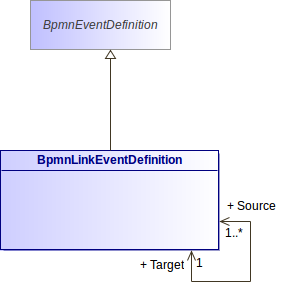 BpmnEventDefinition
BpmnLinkEventDefinition
+ Source
1..*
+ Target
1